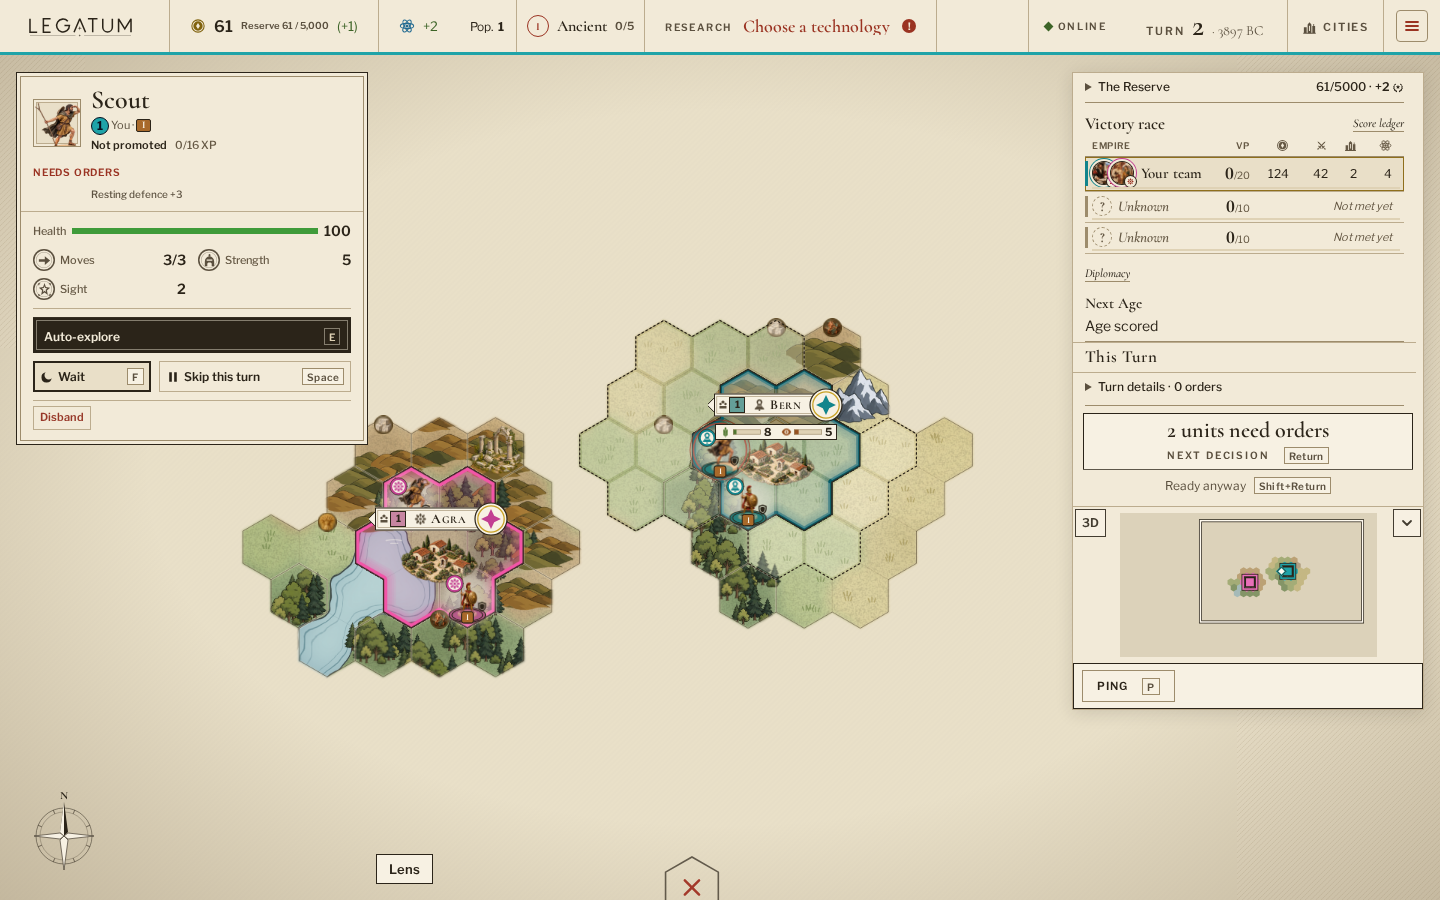 LEGATUM
61 Reserve 61 / 5,000 (+1)
+2
Pop. 1
I Ancient 0/5
RESEARCH Choose a technology !
ONLINE
TURN 2 · 3897 BC
CITIES
Scout
1 You · I
Not promoted 0/16 XP
NEEDS ORDERS
Resting defence +3
Health 100
Moves 3/3 Strength 5
Sight 2
Auto-explore E
Wait F Skip this turn Space
Disband
1 BERN
8 5
I
I
1 AGRA
I
The Reserve 61/5000 · +2
Victory race Score ledger
EMPIRE VP
Your team 0/20 124 42 2 4
? Unknown 0/10 Not met yet
? Unknown 0/10 Not met yet
Diplomacy
Next Age
Age scored
This Turn
Turn details · 0 orders
2 units need orders
NEXT DECISION Return
Ready anyway Shift+Return
3D
PING P
N
Lens